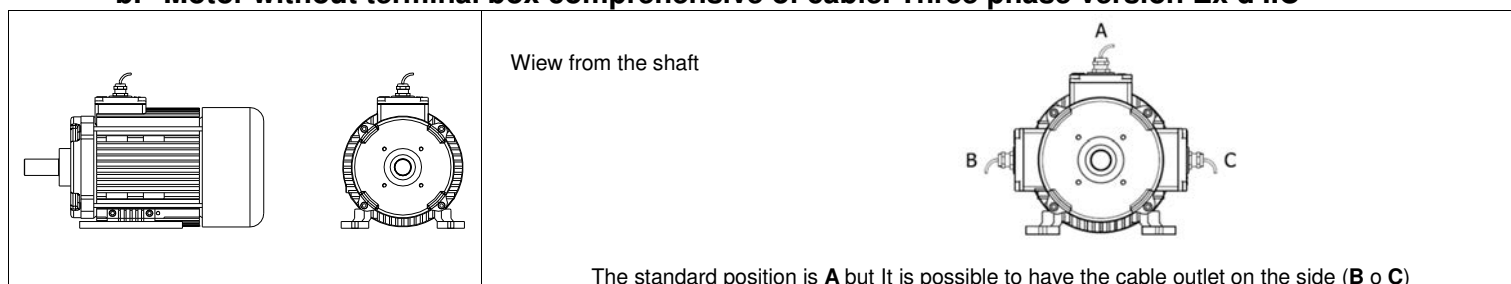 b. Motor without terminal box comprehensive of cable. Three phase version Ex-d IIC
Wiew from the shaft
A
B
C
The standard position is A but It is possible to have the cable outlet on the side (B o C)